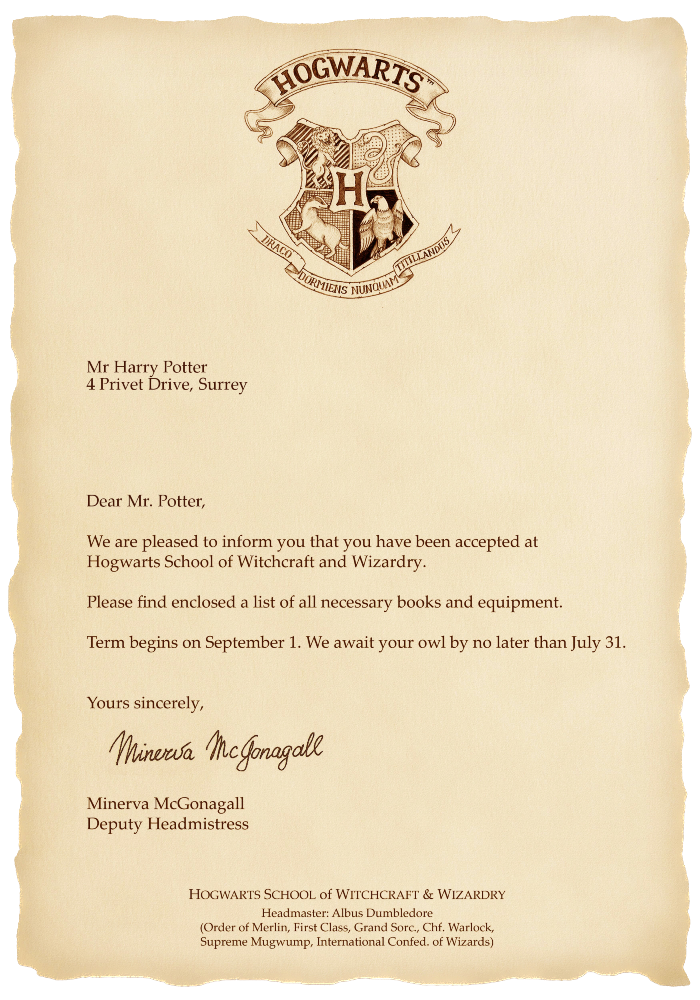 HOGWARTS™
H
DRACO DORMIENS NUNQUAM TITILLANDUS
Mr Harry Potter
4 Privet Drive, Surrey
Dear Mr. Potter,
We are pleased to inform you that you have been accepted at
Hogwarts School of Witchcraft and Wizardry.
Please find enclosed a list of all necessary books and equipment.
Term begins on September 1. We await your owl by no later than July 31.
Yours sincerely,
Minerva McGonagall
Minerva McGonagall
Deputy Headmistress
HOGWARTS SCHOOL of WITCHCRAFT & WIZARDRY
Headmaster: Albus Dumbledore
(Order of Merlin, First Class, Grand Sorc., Chf. Warlock,
Supreme Mugwump, International Confed. of Wizards)